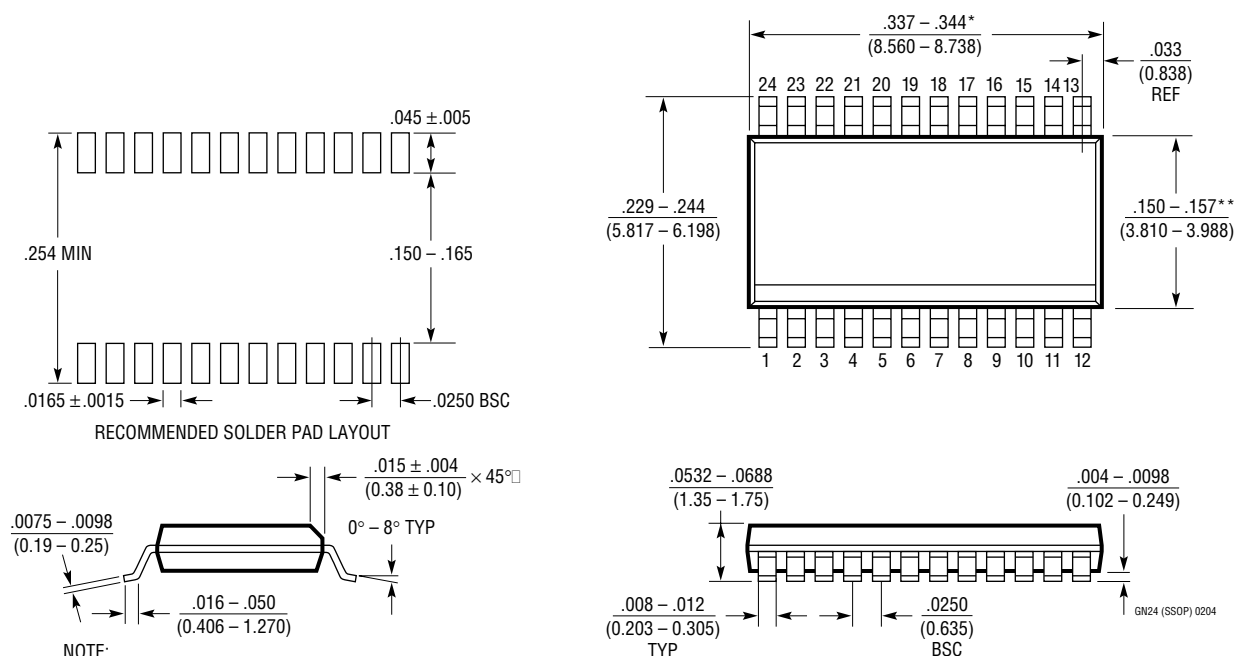 .337 – .344*
(8.560 – 8.738)
.033
(0.838)
REF
24 23 22 21 20 19 18 17 16 15 14 13
.045 ±.005
.229 – .244
(5.817 – 6.198)
.150 – .157**
(3.810 – 3.988)
.254 MIN
.150 – .165
1 2 3 4 5 6 7 8 9 10 11 12
.0165 ±.0015
.0250 BSC
RECOMMENDED SOLDER PAD LAYOUT
.015 ± .004
(0.38 ± 0.10)
× 45°
.0075 – .0098
(0.19 – 0.25)
0° – 8° TYP
.016 – .050
(0.406 – 1.270)
NOTE:
.0532 – .0688
(1.35 – 1.75)
.004 – .0098
(0.102 – 0.249)
.008 – .012
(0.203 – 0.305)
TYP
.0250
(0.635)
BSC
GN24 (SSOP) 0204